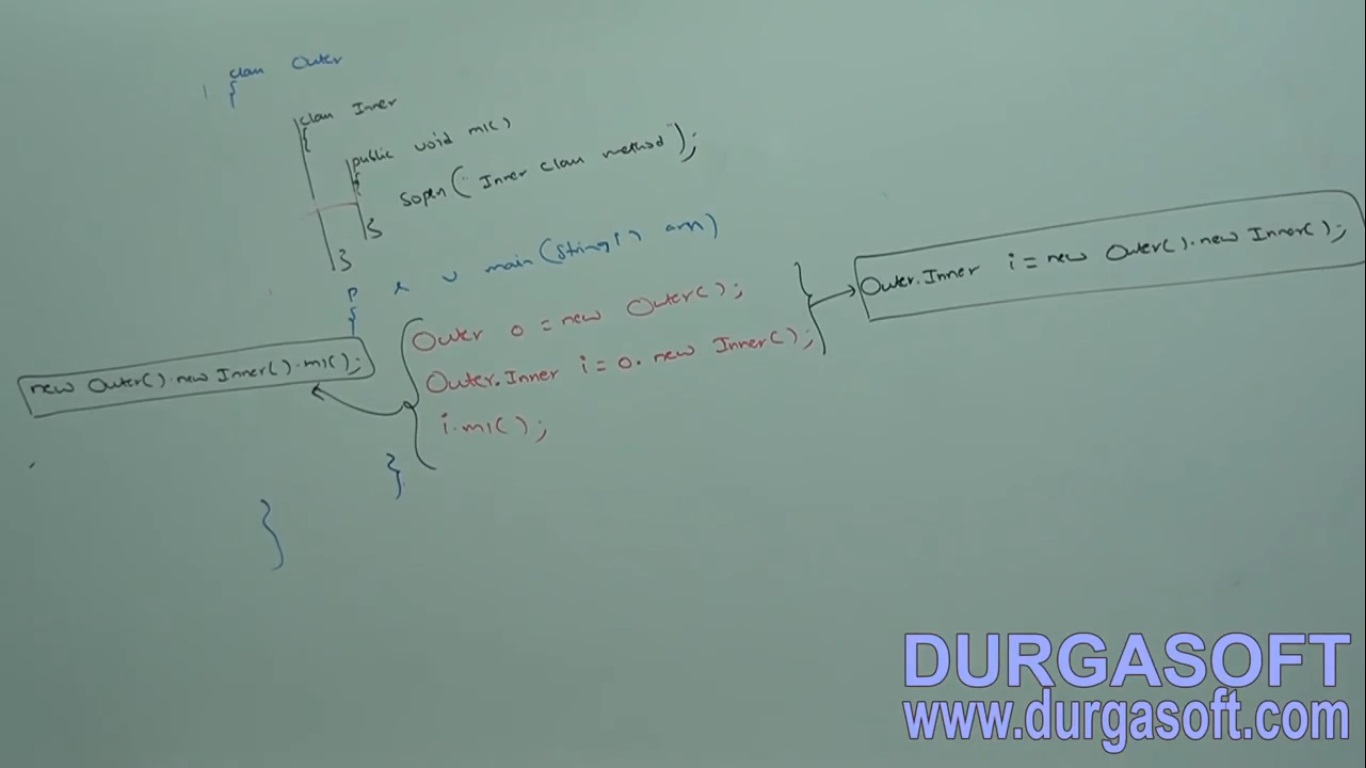 class Outer
{
class Inner
{
public void m1()
{
sopln("Inner class method");
}
}
p s v main(String[] args)
{
Outer o = new Outer();
Outer.Inner i = o.new Inner();
i.m1();
}
}
Outer.Inner i = new Outer().new Inner();
new Outer().new Inner().m1();
DURGASOFT
www.durgasoft.com